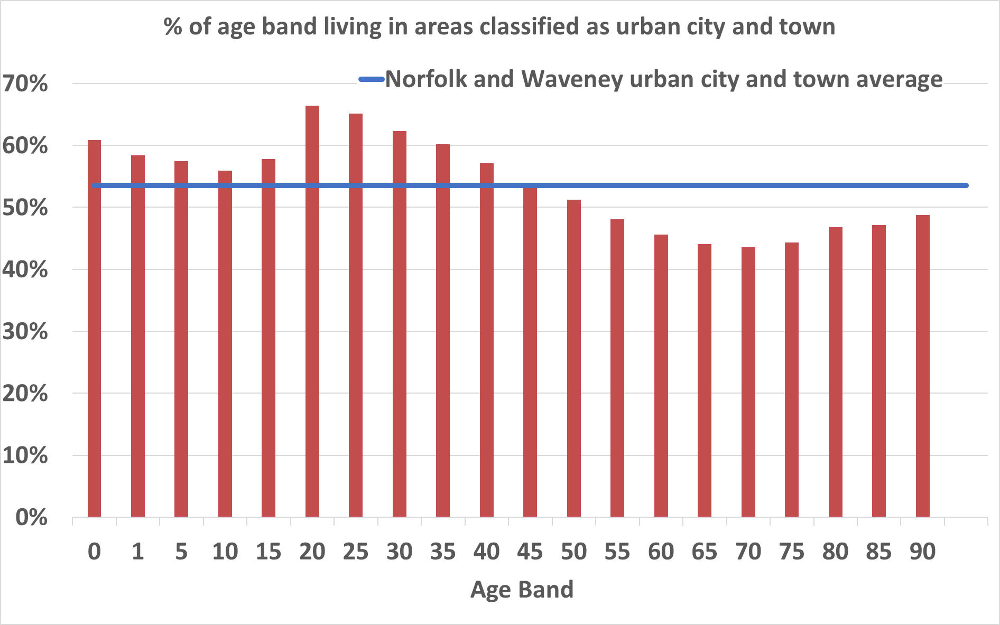 % of age band living in areas classified as urban city and town
Norfolk and Waveney urban city and town average
70%
60%
50%
40%
30%
20%
10%
0%
0 1 5 10 15 20 25 30 35 40 45 50 55 60 65 70 75 80 85 90
Age Band